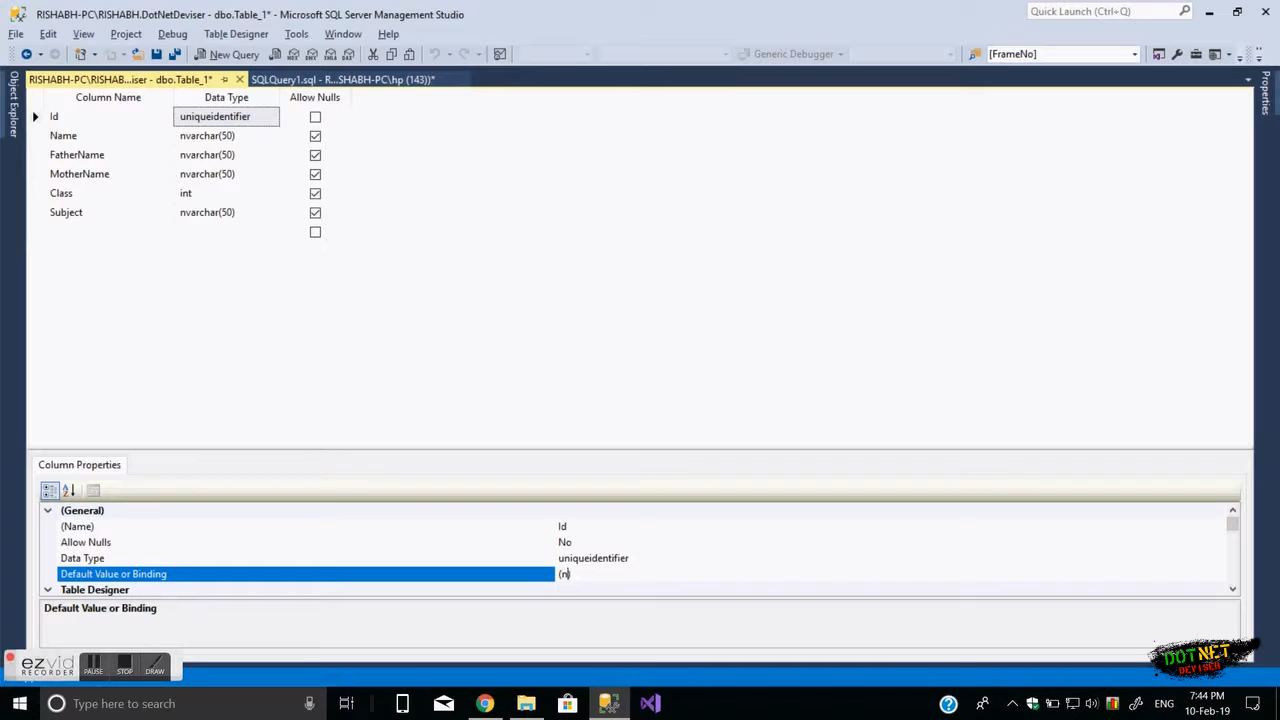 RISHABH-PC\RISHABH.DotNetDeviser - dbo.Table_1* - Microsoft SQL Server Management Studio
Quick Launch (Ctrl+Q)
File Edit View Project Debug Table Designer Tools Window Help
New Query
Generic Debugger
[FrameNo]
RISHABH-PC\RISHAB...iser - dbo.Table_1*
SQLQuery1.sql - R...SHABH-PC\hp (143))*
Object Explorer
Properties
Column Name Data Type Allow Nulls
Id uniqueidentifier
Name nvarchar(50)
FatherName nvarchar(50)
MotherName nvarchar(50)
Class int
Subject nvarchar(50)
Column Properties
(General)
(Name) Id
Allow Nulls No
Data Type uniqueidentifier
Default Value or Binding (n)
Table Designer
Default Value or Binding
ezvid
RECORDER
PAUSE STOP DRAW
DOTNET
DEVISER
Type here to search
ENG
7:44 PM
10-Feb-19